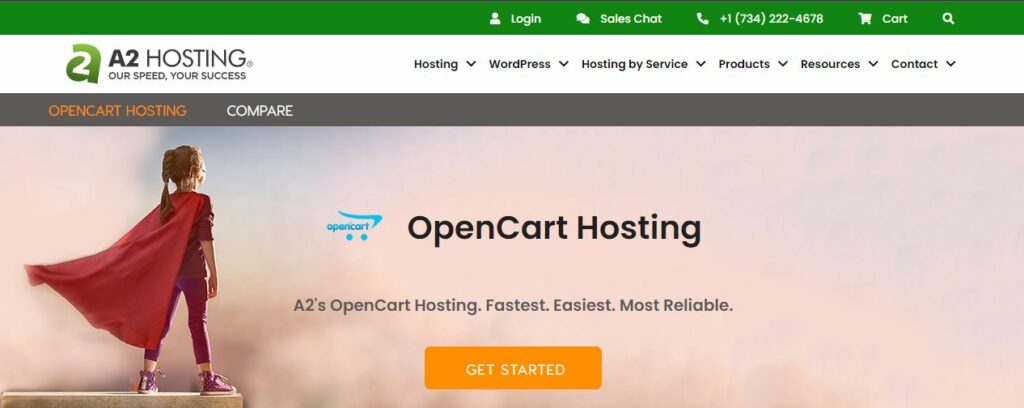 Login Sales Chat +1 (734) 222-4678 Cart
A2 HOSTING®
OUR SPEED, YOUR SUCCESS
Hosting WordPress Hosting by Service Products Resources Contact
OPENCART HOSTING COMPARE
opencart
OpenCart Hosting
A2's OpenCart Hosting. Fastest. Easiest. Most Reliable.
GET STARTED